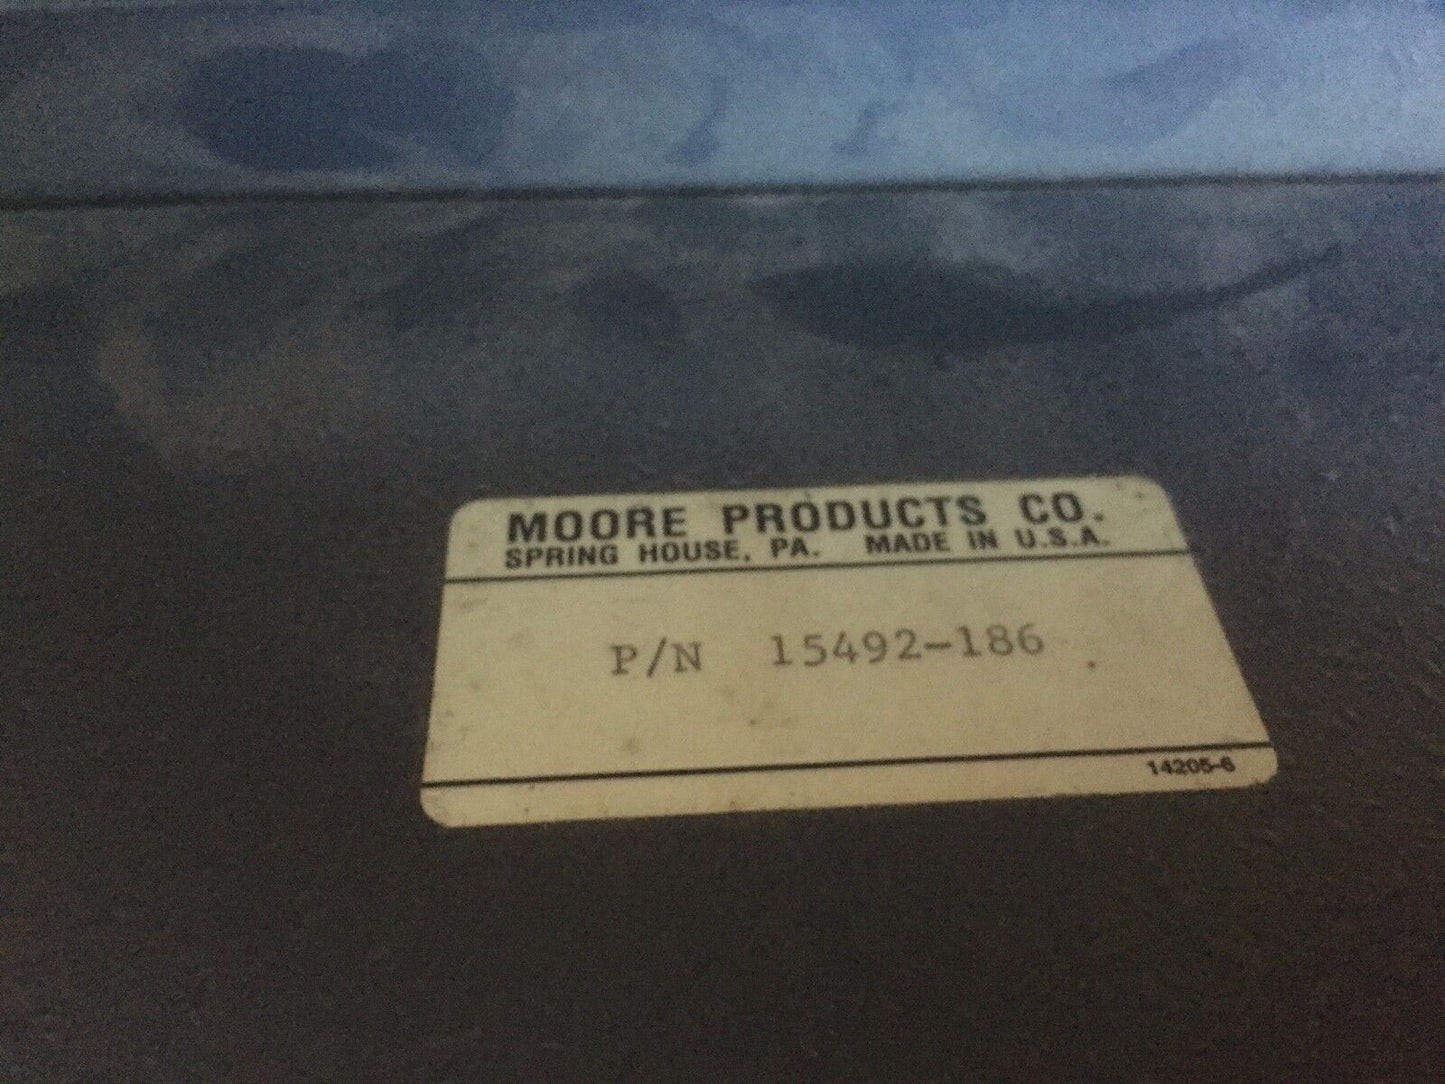 MOORE PRODUCTS CO.
SPRING HOUSE, PA. MADE IN U.S.A.
P/N 15492-186
14205-6